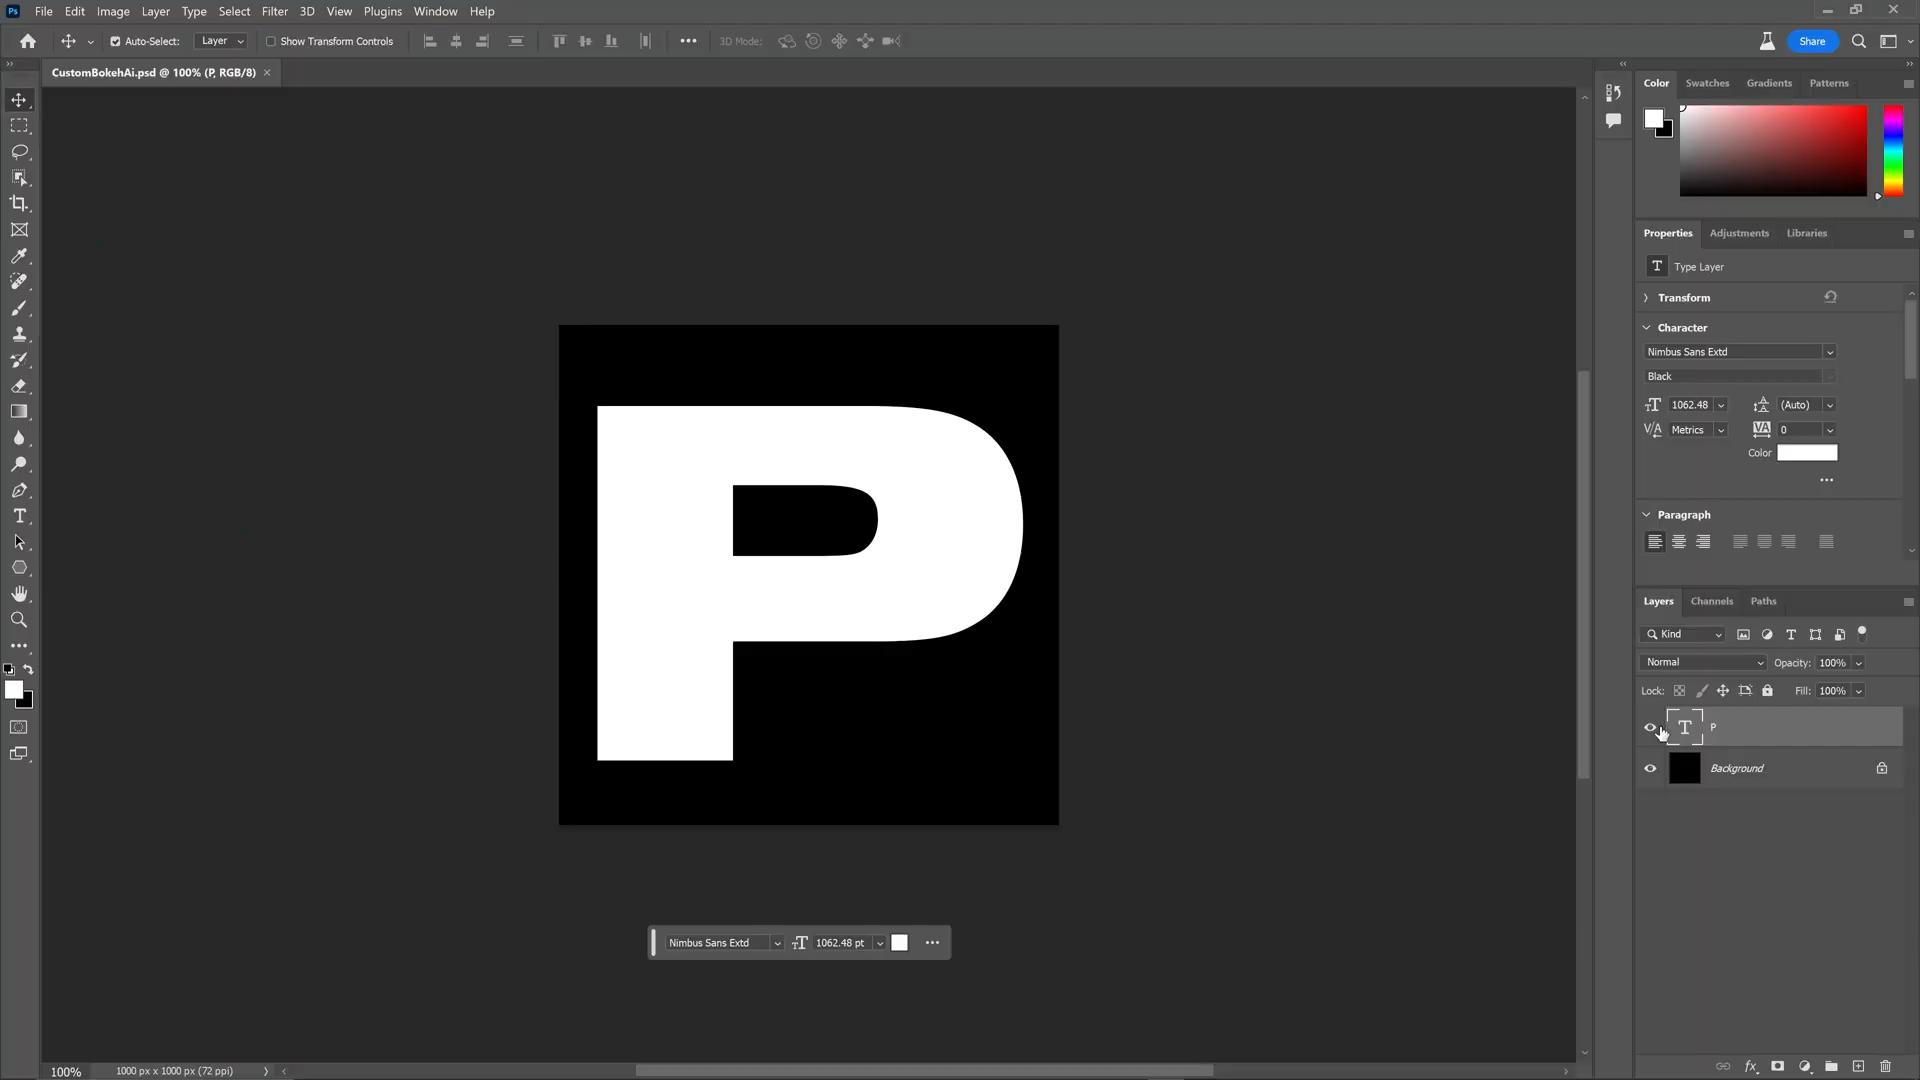 Ps File Edit Image Layer Type Select Filter 3D View Plugins Window Help
Auto-Select: Layer Show Transform Controls 3D Mode: Share
CustomBokehAi.psd @ 100% (P, RGB/8) ×
Color Swatches Gradients Patterns
Properties Adjustments Libraries
T Type Layer
Transform
Character
Nimbus Sans Extd
Black
1062.48 (Auto)
Metrics 0
Color
Paragraph
P
Layers Channels Paths
Kind
Normal Opacity: 100%
Lock: Fill: 100%
T P
Background
Nimbus Sans Extd 1062.48 pt
fx
100% 1000 px x 1000 px (72 ppi)